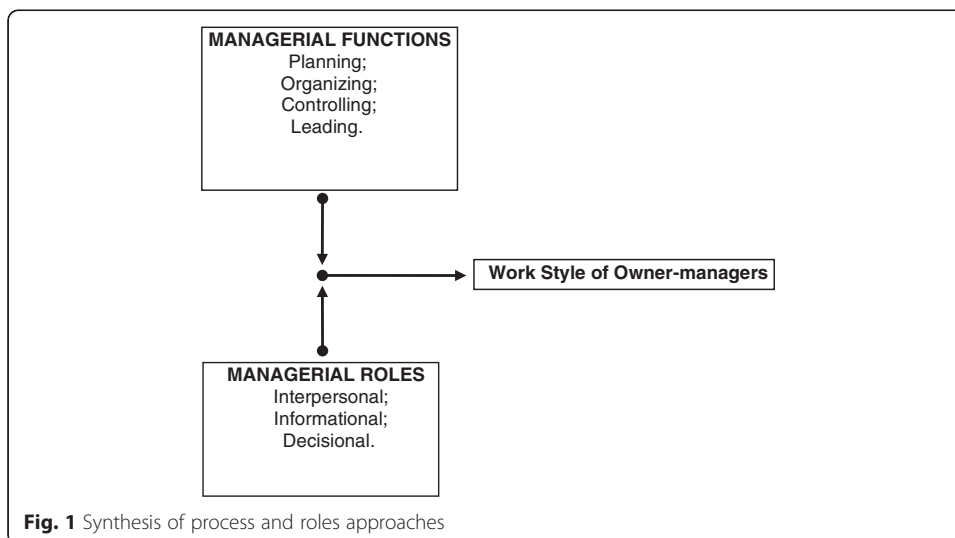 MANAGERIAL FUNCTIONS
Planning;
Organizing;
Controlling;
Leading.
Work Style of Owner-managers
MANAGERIAL ROLES
Interpersonal;
Informational;
Decisional.
Fig. 1 Synthesis of process and roles approaches